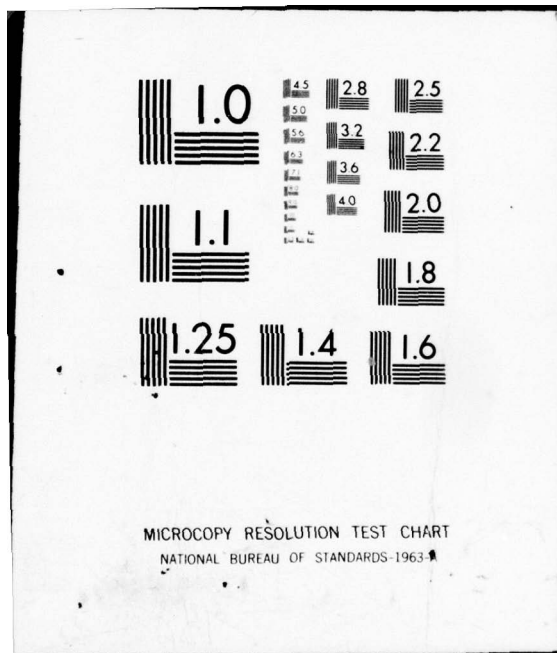 1.0
4.5 2.8 2.5
5.0
5.6 3.2 2.2
6.3
3.6
4.0 2.0
1.1
1.8
1.25 1.4 1.6
MICROCOPY RESOLUTION TEST CHART
NATIONAL BUREAU OF STANDARDS-1963-A